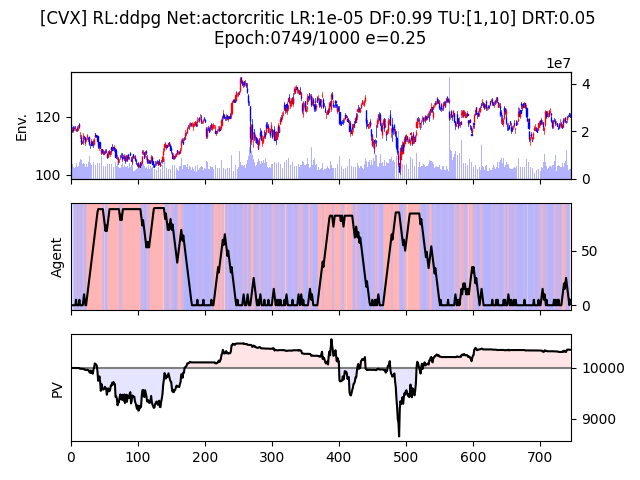 [CVX] RL:ddpg Net:actorcritic LR:1e-05 DF:0.99 TU:[1,10] DRT:0.05
Epoch:0749/1000 e=0.25
1e7
Env.
120
100
4
2
0
Agent
50
0
PV
10000
9000
0 100 200 300 400 500 600 700